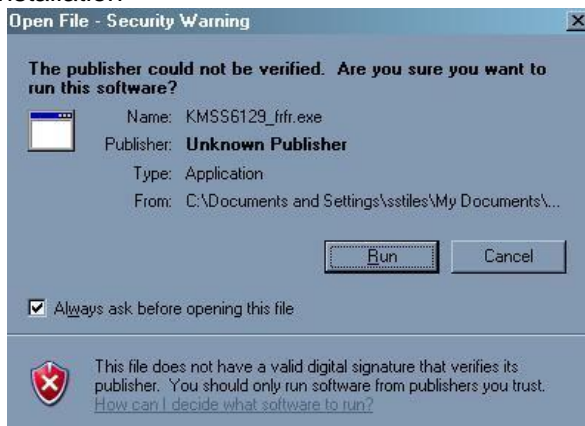 Open File - Security Warning
The publisher could not be verified. Are you sure you want to
run this software?
Name: KMSS6129_frfr.exe
Publisher: Unknown Publisher
Type: Application
From: C:\Documents and Settings\sstiles\My Documents\...
Run Cancel
Always ask before opening this file
This file does not have a valid digital signature that verifies its
publisher. You should only run software from publishers you trust.
How can I decide what software to run?